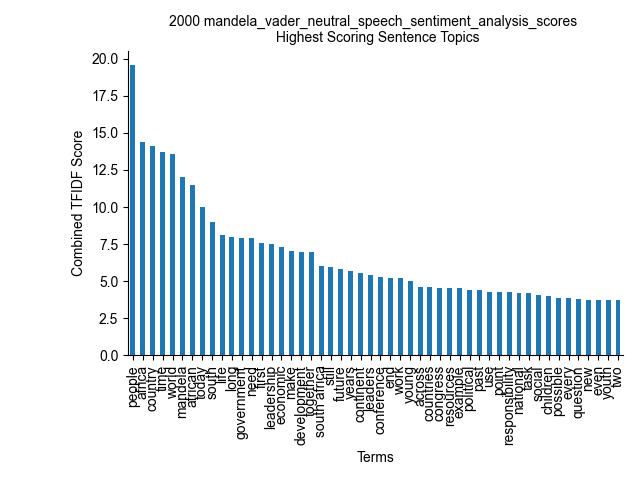 2000 mandela_vader_neutral_speech_sentiment_analysis_scores
Highest Scoring Sentence Topics
20.0
17.5
15.0
12.5
10.0
7.5
5.0
2.5
0.0
Combined TFIDF Score
people
africa
country
time
world
mandela
african
today
south
life
long
government
need
first
leadership
economic
make
development
together
south africa
still
future
years
continent
leaders
conference
end
work
young
across
countries
congress
resources
example
political
past
use
point
responsibility
national
task
social
children
possible
every
question
new
even
youth
two
Terms